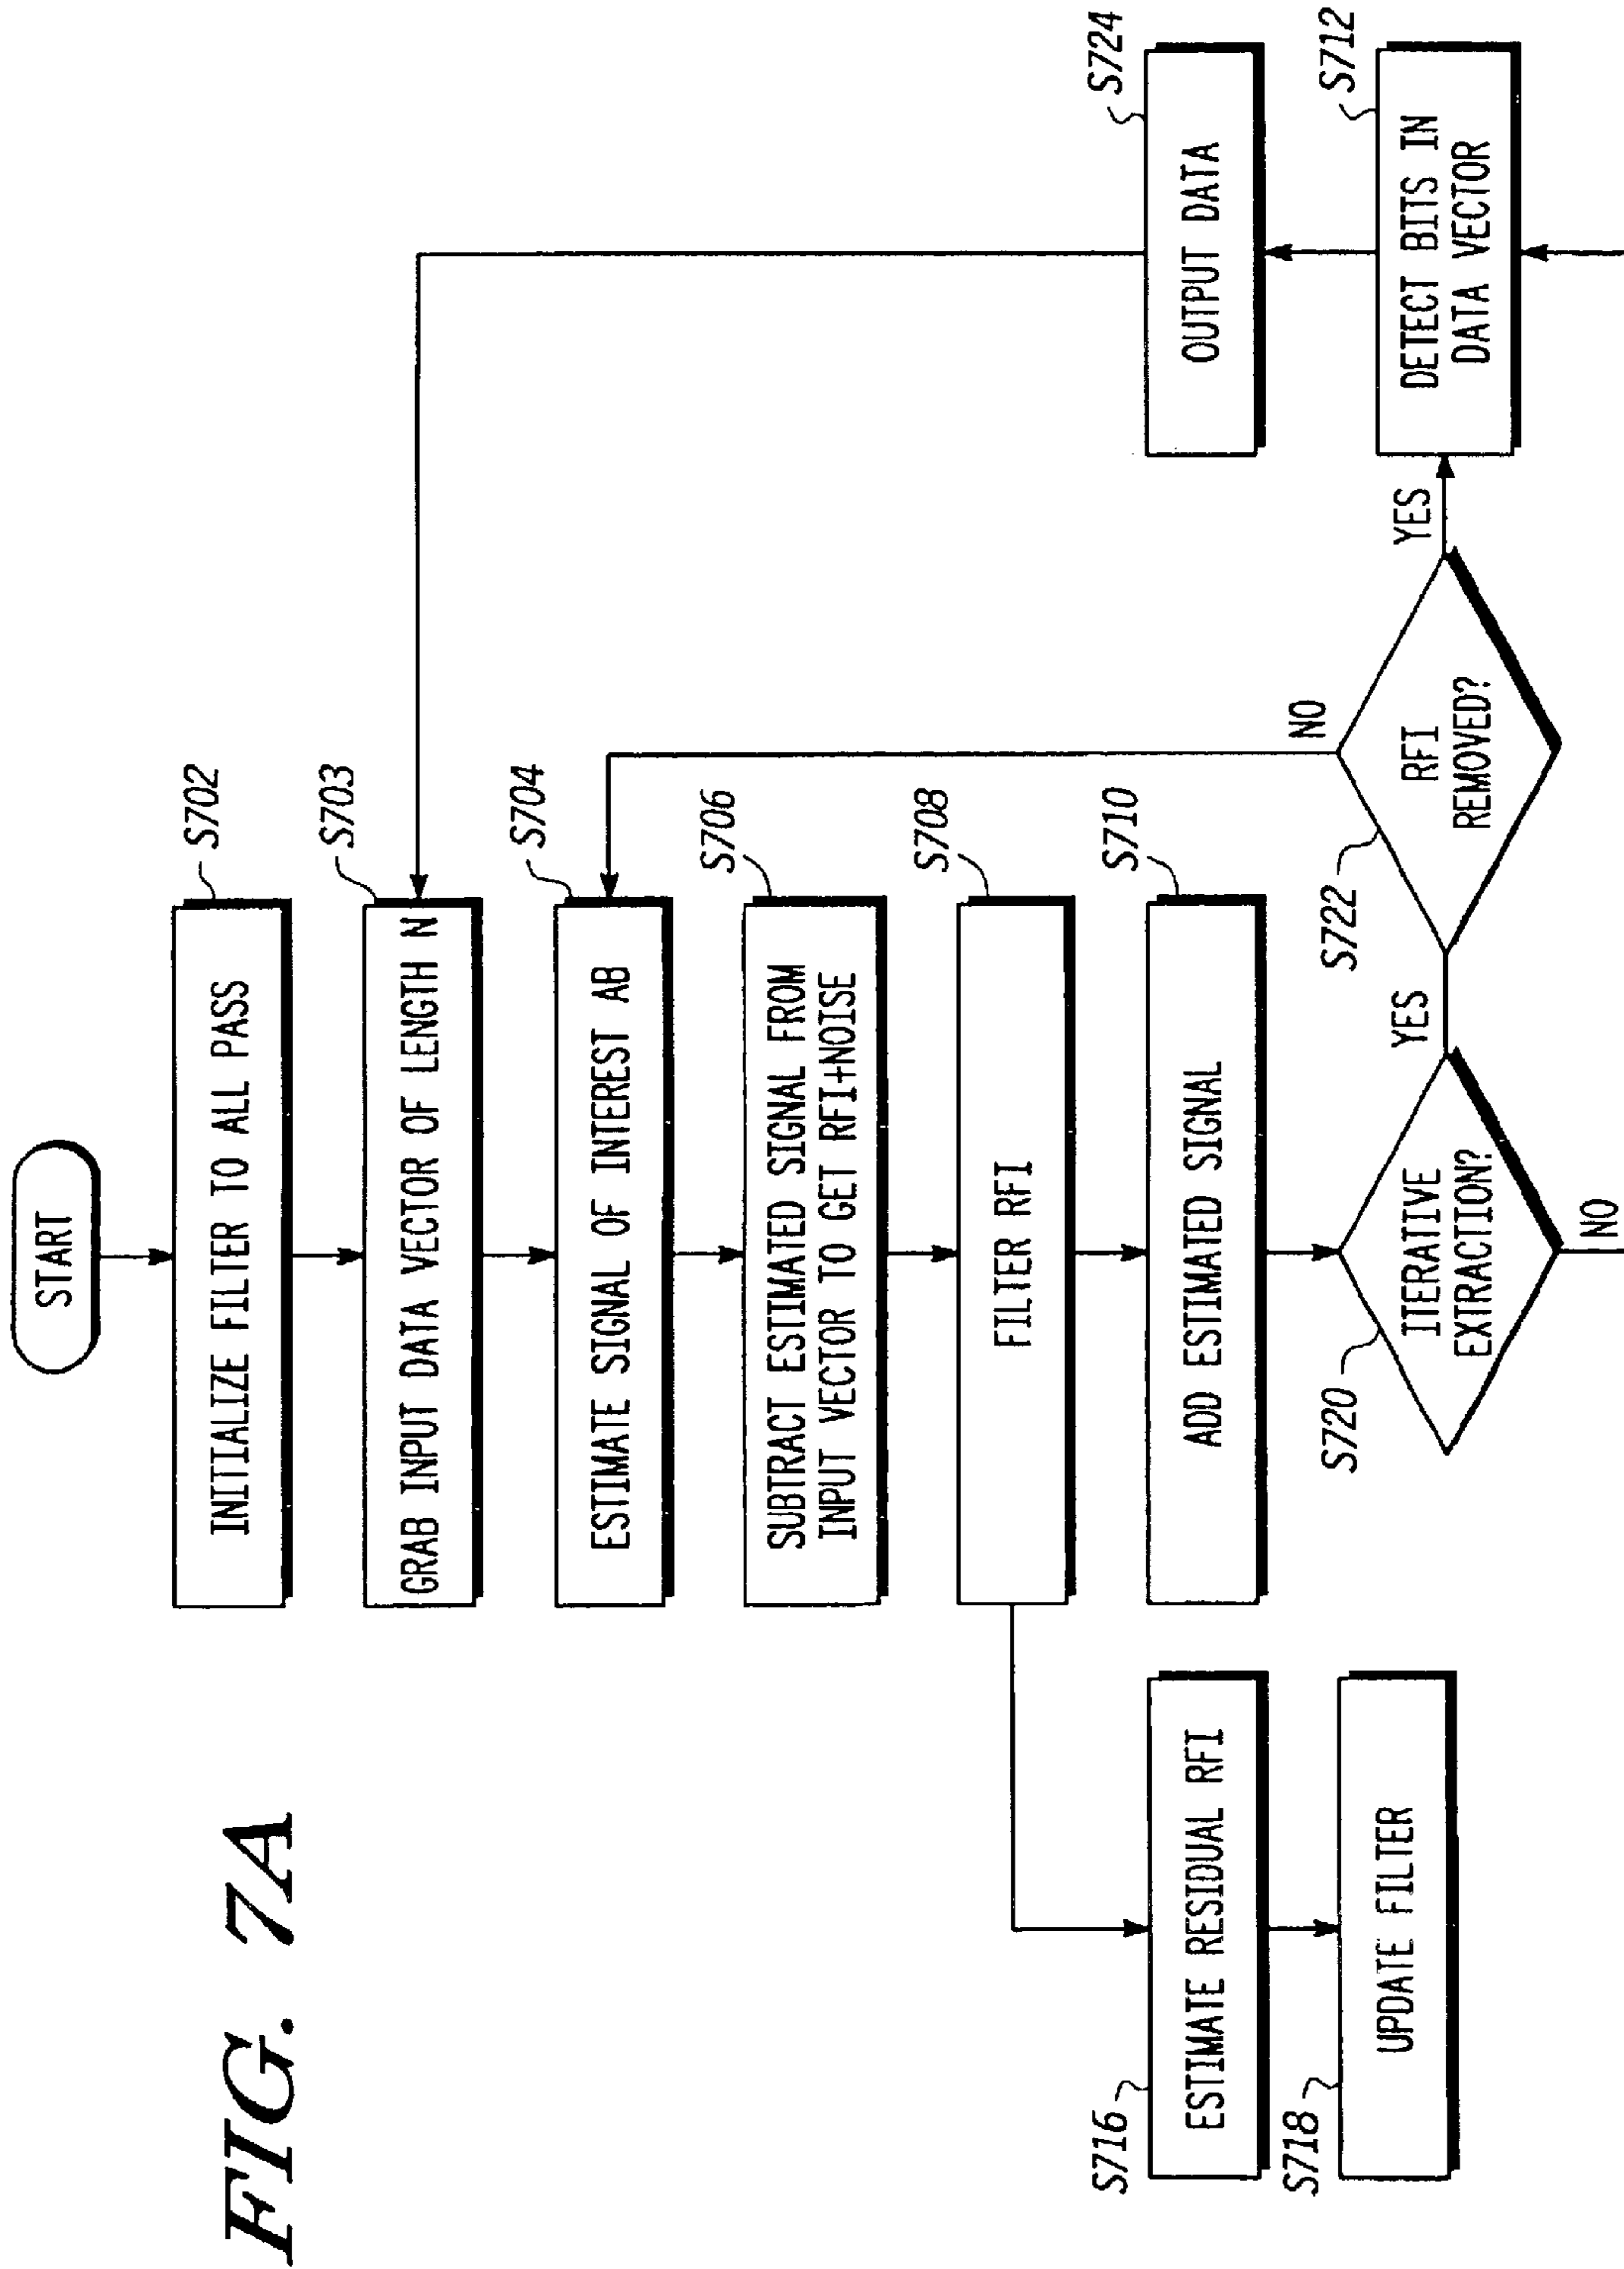 FIG. 7A
START
INITIALIZE FILTER TO ALL PASS
S702
GRAB INPUT DATA VECTOR OF LENGTH N
S703
ESTIMATE SIGNAL OF INTEREST AB
S704
SUBTRACT ESTIMATED SIGNAL FROM
INPUT VECTOR TO GET RFI+NOISE
S706
FILTER RFI
S708
S716
ESTIMATE RESIDUAL RFI
S718
UPDATE FILTER
ADD ESTIMATED SIGNAL
S710
S720
ITERATIVE
EXTRACTION?
NO
YES
S722
RFI
REMOVED?
NO
YES
DETECT BITS IN
DATA VECTOR
S712
OUTPUT DATA
S724